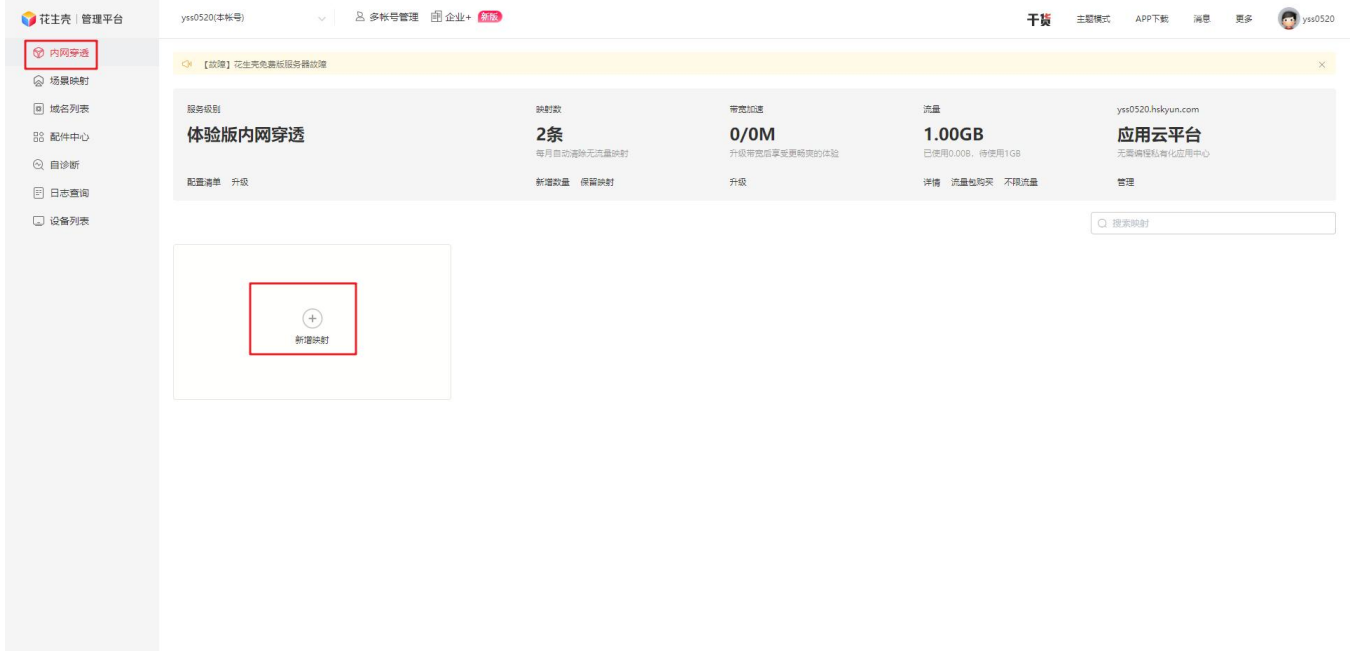 花生壳 | 管理平台
yss0520(本帐号)
多帐号管理
企业+
新版
干货
主题模式
APP下载
消息
更多
yss0520
内网穿透
场景映射
域名列表
配件中心
自诊断
日志查询
设备列表
【故障】花生壳免费版服务器故障
服务级别
体验版内网穿透
配置清单 升级
映射数
2条
每月自动清除无流量映射
新增数量 保留映射
带宽加速
0/0M
升级带宽后享受更畅爽的体验
升级
流量
1.00GB
已使用0.00B，待使用1GB
详情 流量包购买 不限流量
yss0520.hskyun.com
应用云平台
无需编程私有化应用中心
管理
搜索映射
新增映射